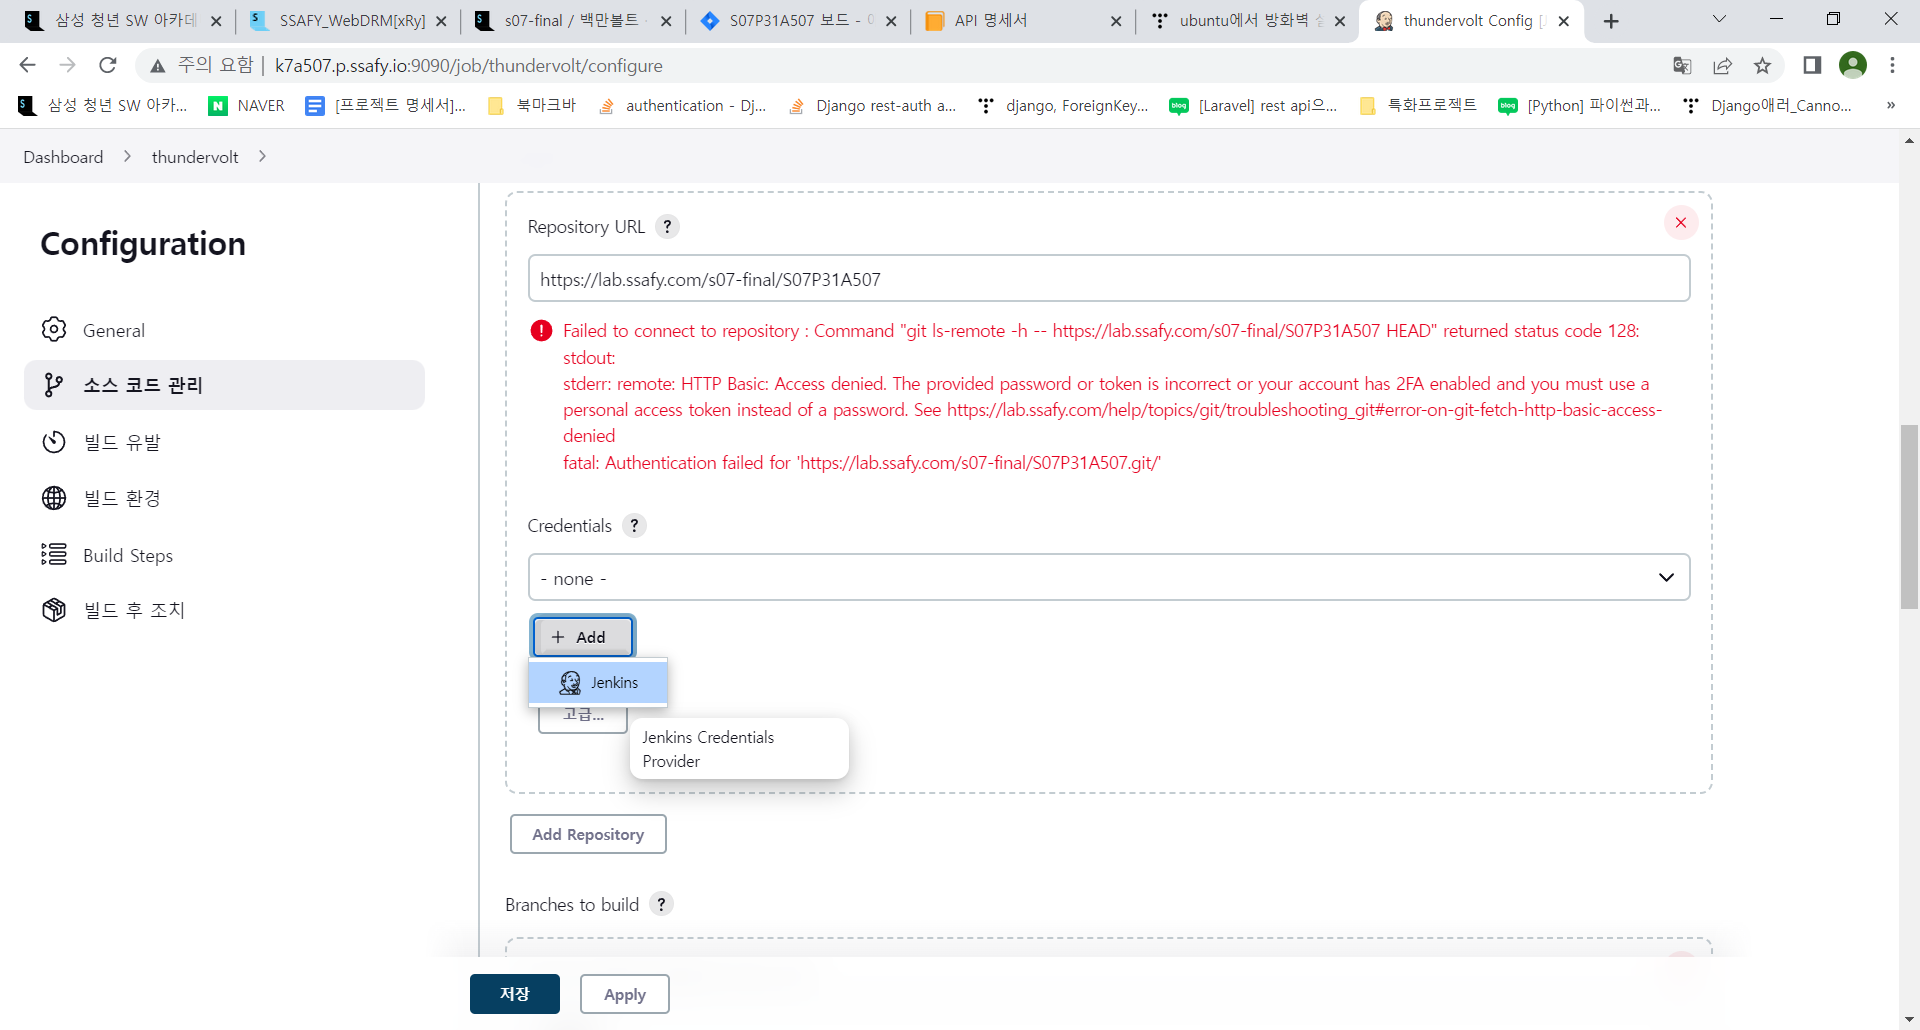 삼성 청년 SW 아카데
SSAFY_WebDRM[xRy]
s07-final / 백만볼트
S07P31A507 보드 -
API 명세서
ubuntu에서 방화벽
thundervolt Config
주의 요함 | k7a507.p.ssafy.io:9090/job/thundervolt/configure
삼성 청년 SW 아카...
NAVER
[프로젝트 명세서]...
북마크바
authentication - Dj...
Django rest-auth a...
django, ForeignKey...
[Laravel] rest api으...
특화프로젝트
[Python] 파이썬과...
Django애러_Canno...
»
Dashboard
thundervolt
Configuration
General
소스 코드 관리
빌드 유발
빌드 환경
Build Steps
빌드 후 조치
Repository URL ?
https://lab.ssafy.com/s07-final/S07P31A507
Failed to connect to repository : Command "git ls-remote -h -- https://lab.ssafy.com/s07-final/S07P31A507 HEAD" returned status code 128:
stdout:
stderr: remote: HTTP Basic: Access denied. The provided password or token is incorrect or your account has 2FA enabled and you must use a
personal access token instead of a password. See https://lab.ssafy.com/help/topics/git/troubleshooting_git#error-on-git-fetch-http-basic-access-
denied
fatal: Authentication failed for 'https://lab.ssafy.com/s07-final/S07P31A507.git/'
Credentials ?
- none -
+ Add
Jenkins
고급...
Jenkins Credentials
Provider
Add Repository
Branches to build ?
저장
Apply